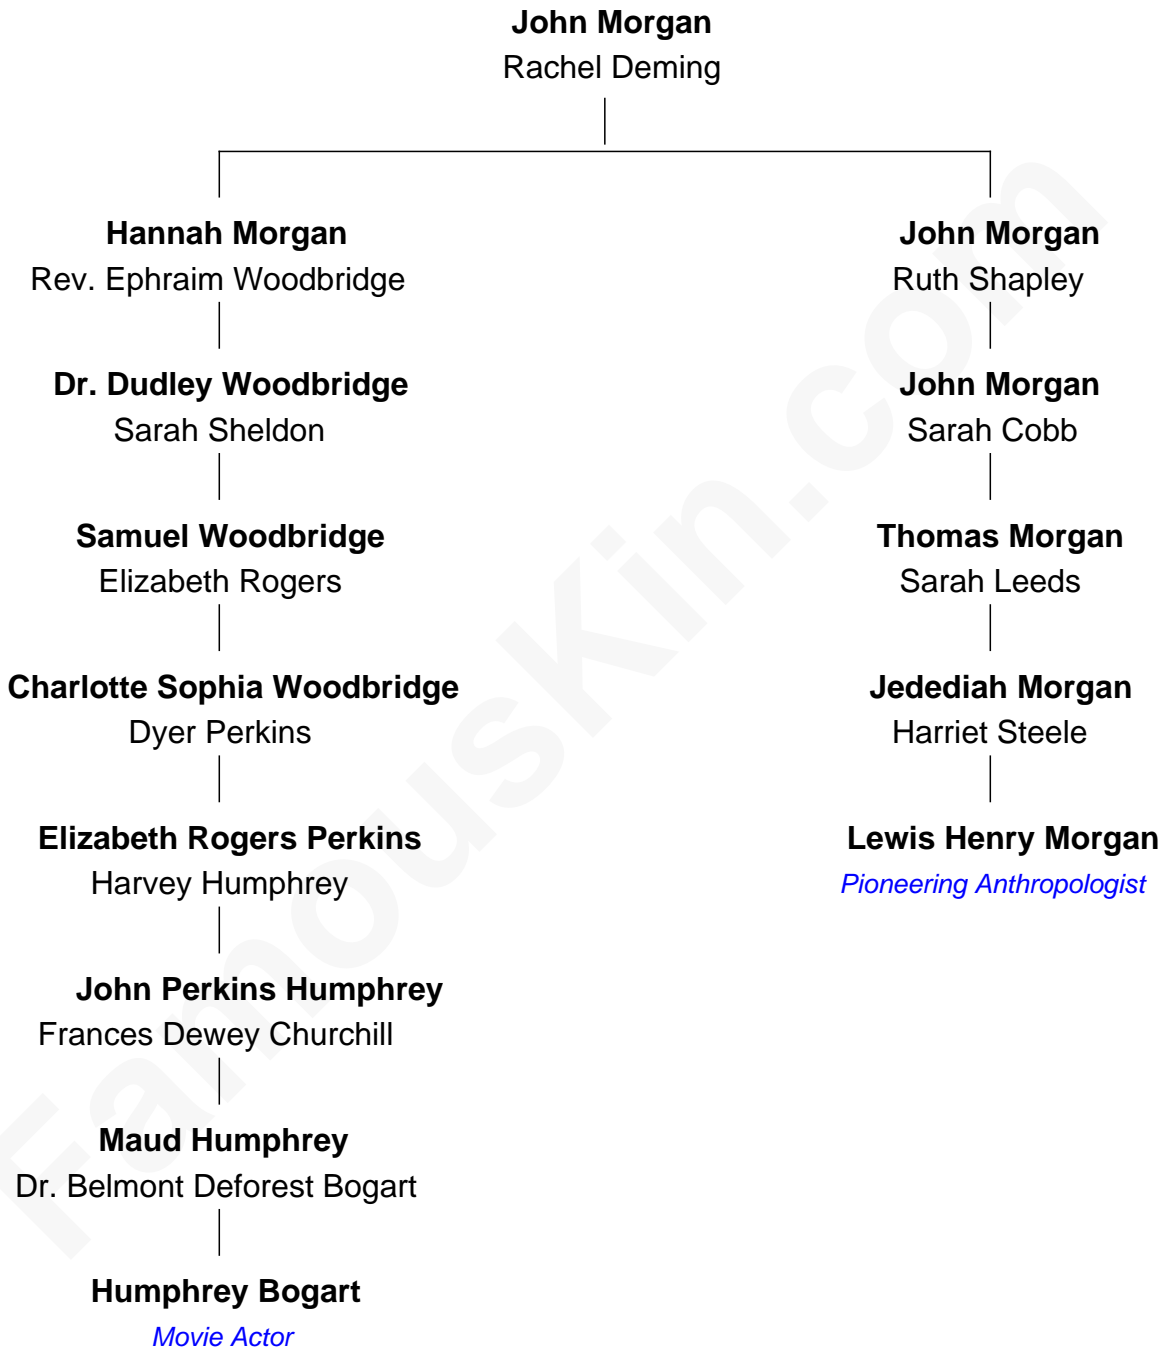 John Morgan
Rachel Deming
Hannah Morgan
Rev. Ephraim Woodbridge
John Morgan
Ruth Shapley
Dr. Dudley Woodbridge
Sarah Sheldon
John Morgan
Sarah Cobb
Samuel Woodbridge
Elizabeth Rogers
Thomas Morgan
Sarah Leeds
Charlotte Sophia Woodbridge
Dyer Perkins
Jedediah Morgan
Harriet Steele
Elizabeth Rogers Perkins
Harvey Humphrey
Lewis Henry Morgan
Pioneering Anthropologist
John Perkins Humphrey
Frances Dewey Churchill
Maud Humphrey
Dr. Belmont Deforest Bogart
Humphrey Bogart
Movie Actor
FamousKin.com